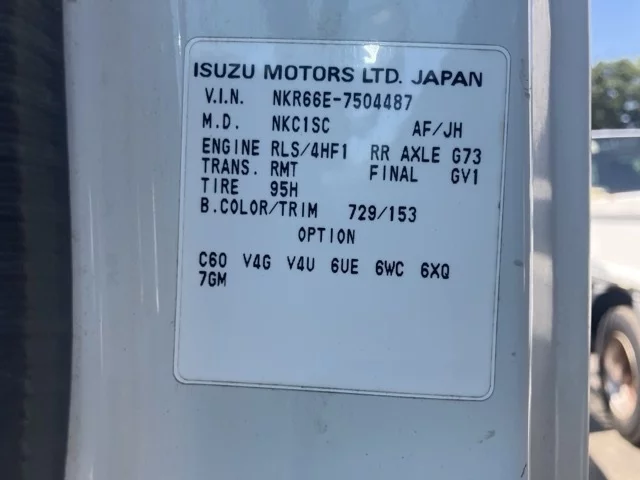 ISUZU MOTORS LTD. JAPAN
V.I.N. NKR66E-7504487
M.D. NKC1SC AF/JH
ENGINE RLS/4HF1 RR AXLE G73
TRANS. RMT FINAL GV1
TIRE 95H
B.COLOR/TRIM 729/153
OPTION
C60 V4G V4U 6UE 6WC 6XQ
7GM